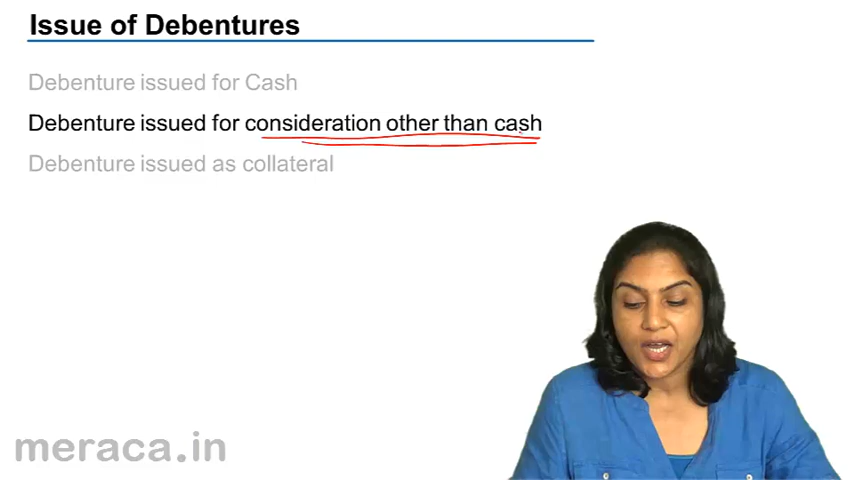 Issue of Debentures
Debenture issued for Cash
Debenture issued for consideration other than cash
Debenture issued as collateral
meraca.in